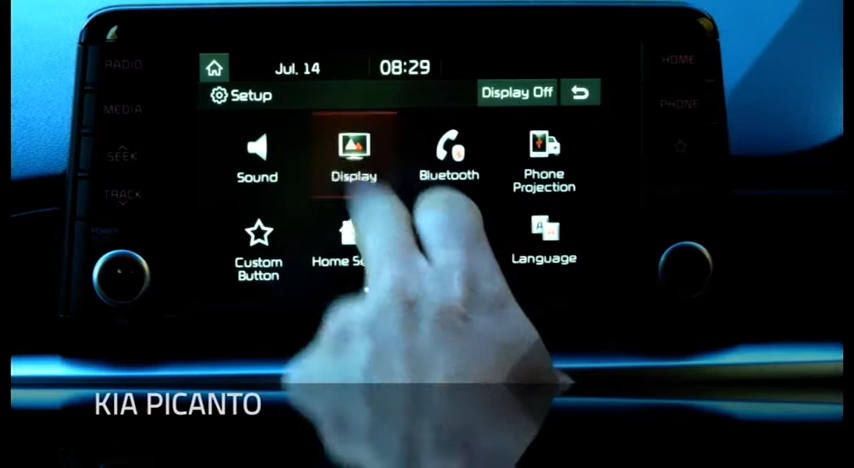 RADIO
MEDIA
SEEK
TRACK
Jul. 14 08:29
Setup Display Off
Sound
Display
Bluetooth
Phone
Projection
Custom
Button
Home
Language
HOME
PHONE
KIA PICANTO